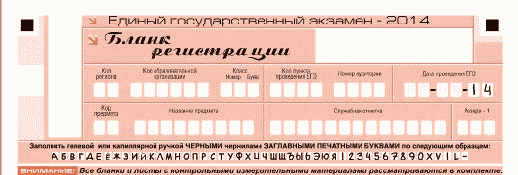 Единый государственный экзамен - 2014
Бланк
регистрации
Код региона Код образовательной организации Класс Номер Буква Код пункта проведения ЕГЭ Номер аудитории Дата проведения ЕГЭ
- -14
Код предмета Название предмета Служебная отметка Резерв - 1
Заполнять гелевой или капиллярной ручкой ЧЕРНЫМИ чернилами ЗАГЛАВНЫМИ ПЕЧАТНЫМИ БУКВАМИ по следующим образцам:
АБВГДЕЁЖЗИЙКЛМНОПРСТУФХЦЧШЩЪЫЬЭЮЯ1234567890XVIL-
ВНИМАНИЕ! Все бланки и листы с контрольными измерительными материалами рассматриваются в комплекте.